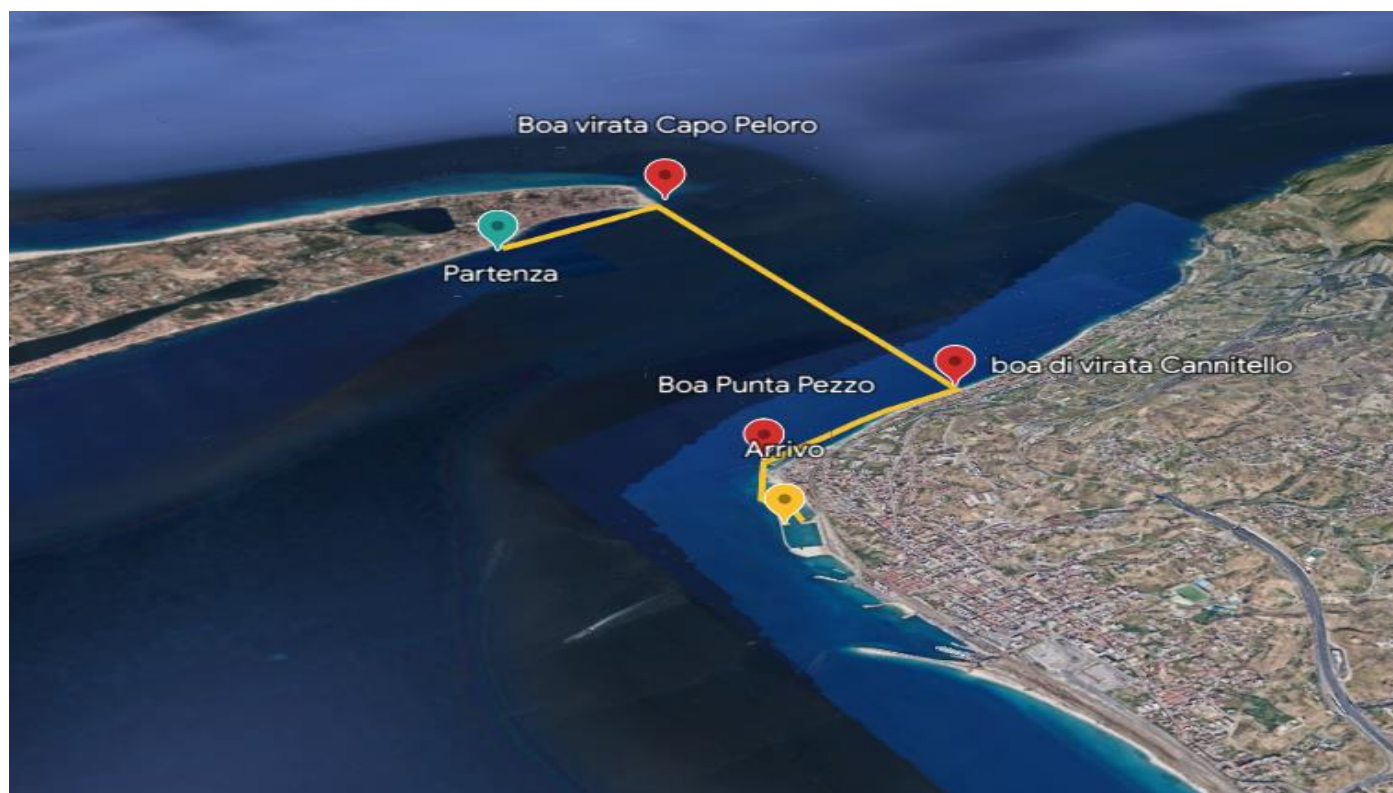 Boa virata Capo Peloro
Partenza
boa di virata Cannitello
Boa Punta Pezzo
Arrivo